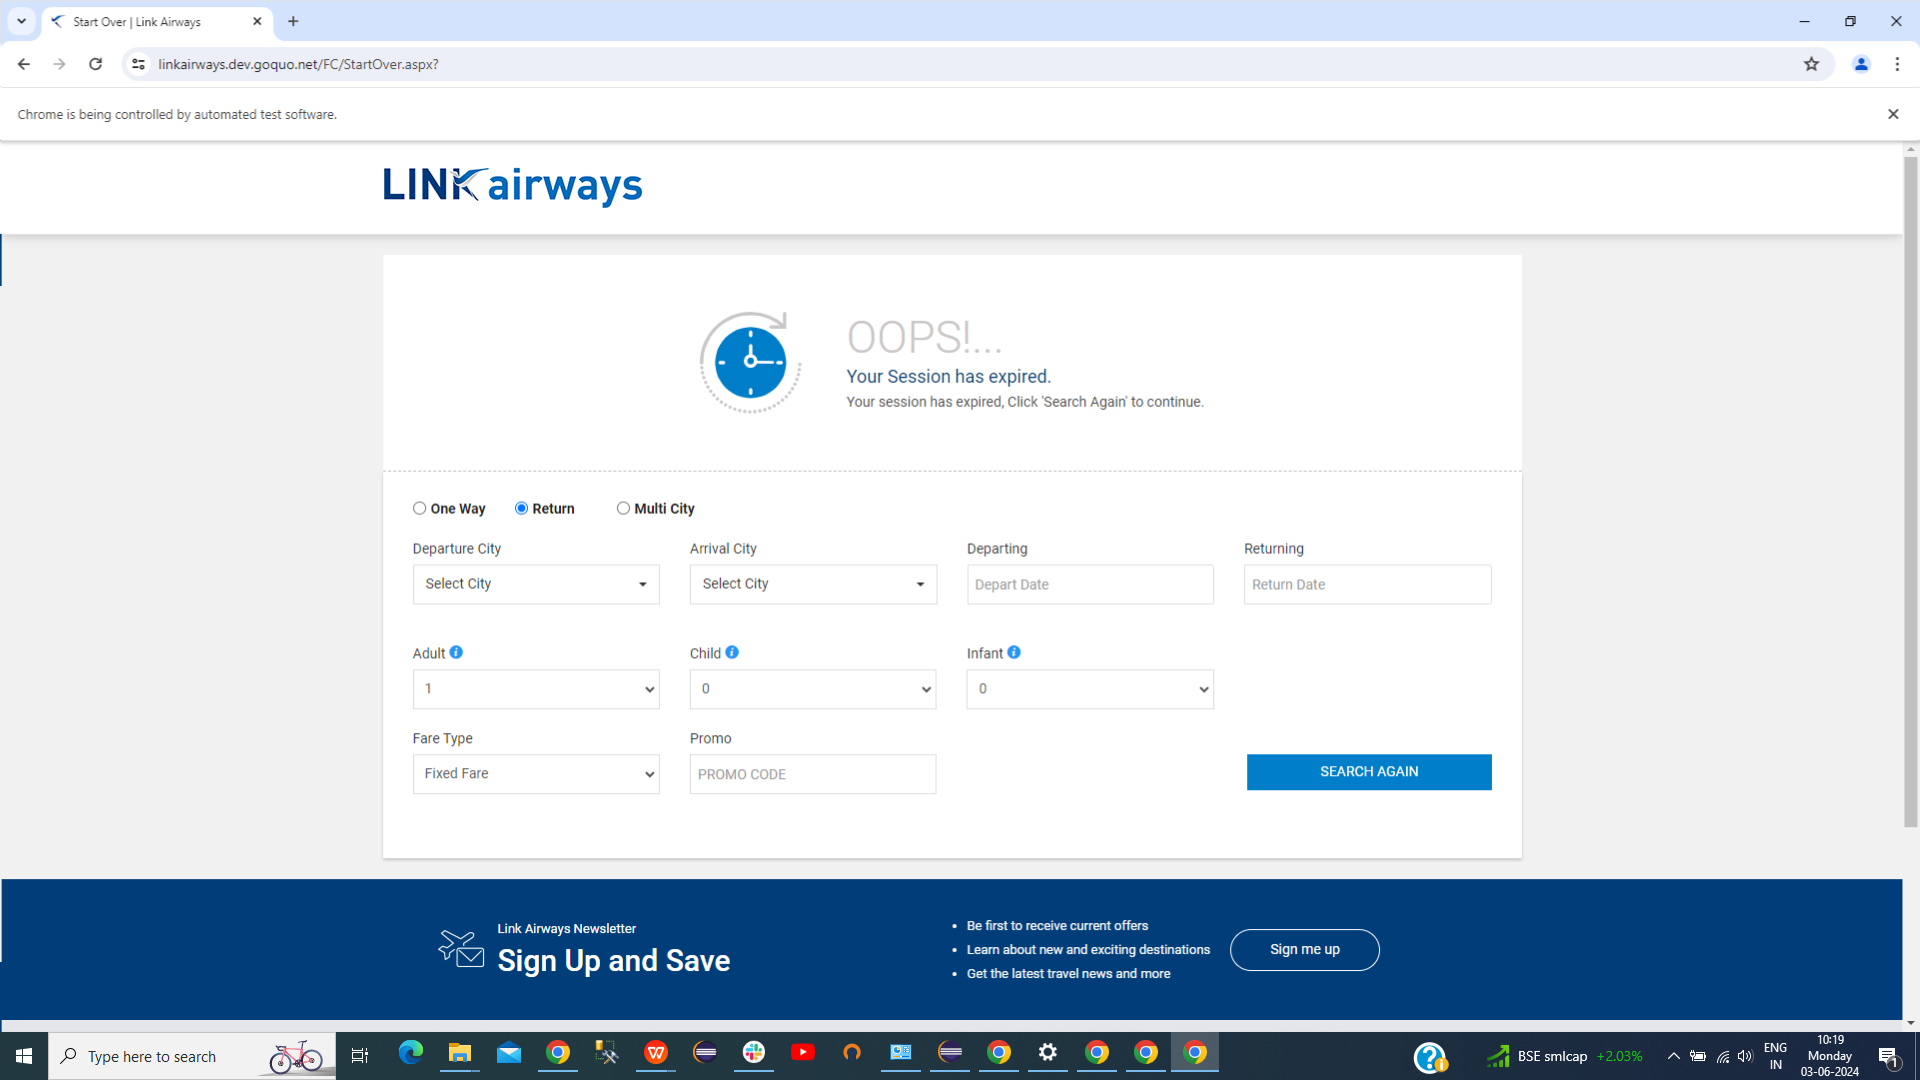 Start Over | Link Airways
linkairways.dev.goquo.net/FC/StartOver.aspx?
Chrome is being controlled by automated test software.
LINK airways
OOPS!...
Your Session has expired.
Your session has expired, Click 'Search Again' to continue.
One Way Return Multi City
Departure City Arrival City Departing Returning
Select City Select City Depart Date Return Date
Adult Child Infant
1 0 0
Fare Type Promo
Fixed Fare PROMO CODE SEARCH AGAIN
Link Airways Newsletter
Sign Up and Save
• Be first to receive current offers
• Learn about new and exciting destinations
• Get the latest travel news and more
Sign me up
Type here to search
BSE smlcap +2.03%
ENG
IN
10:19
Monday
03-06-2024
1